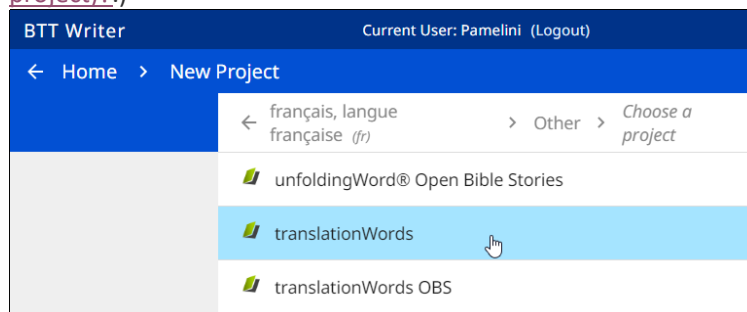 project/#.)
BTT Writer Current User: Pamelini (Logout)
← Home > New Project
← français, langue française (fr) > Other > Choose a project
unfoldingWord® Open Bible Stories
translationWords
translationWords OBS